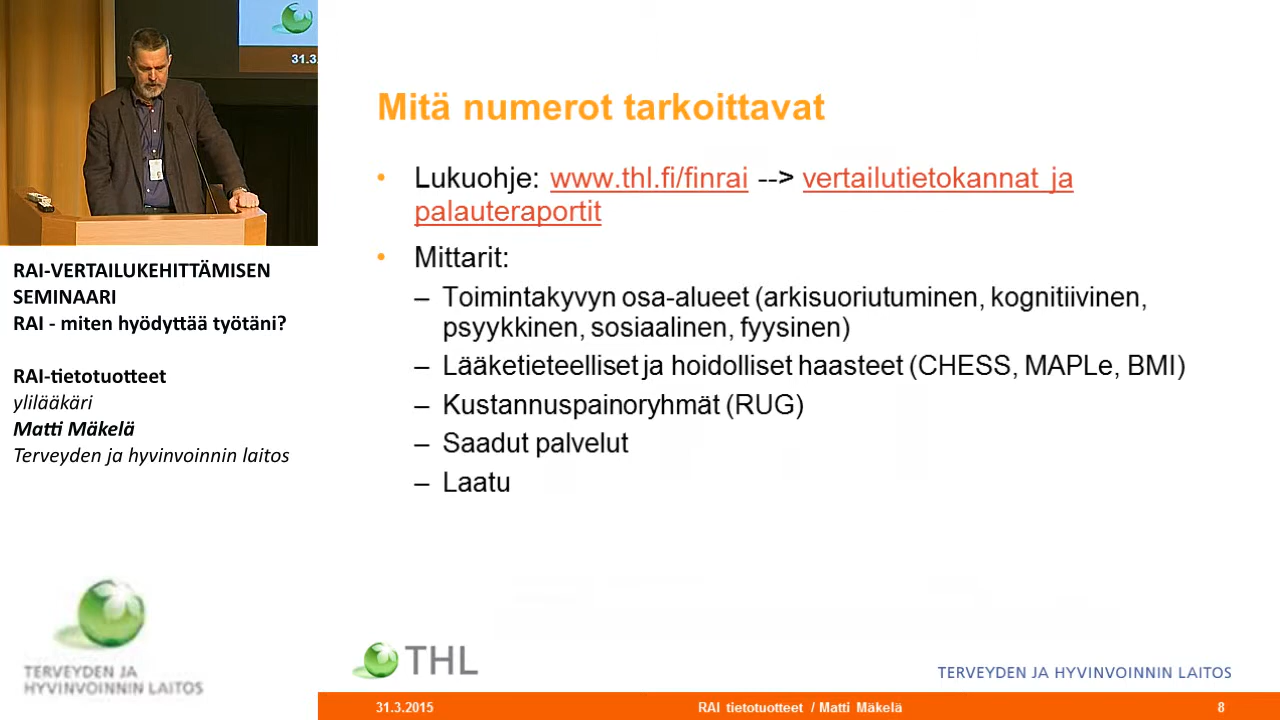 31.3.
RAI-VERTAILUKEHITTÄMISEN
SEMINAARI
RAI - miten hyödyttää työtäni?
RAI-tietotuotteet
ylilääkäri
Matti Mäkelä
Terveyden ja hyvinvoinnin laitos
TERVEYDEN JA
HYVINVOINNIN LAITOS
Mitä numerot tarkoittavat
• Lukuohje: www.thl.fi/finrai --> vertailutietokannat ja
palauteraportit
• Mittarit:
– Toimintakyvyn osa-alueet (arkisuoriutuminen, kognitiivinen,
psyykkinen, sosiaalinen, fyysinen)
– Lääketieteelliset ja hoidolliset haasteet (CHESS, MAPLe, BMI)
– Kustannuspainoryhmät (RUG)
– Saadut palvelut
– Laatu
THL
TERVEYDEN JA HYVINVOINNIN LAITOS
31.3.2015
RAI tietotuotteet / Matti Mäkelä
8